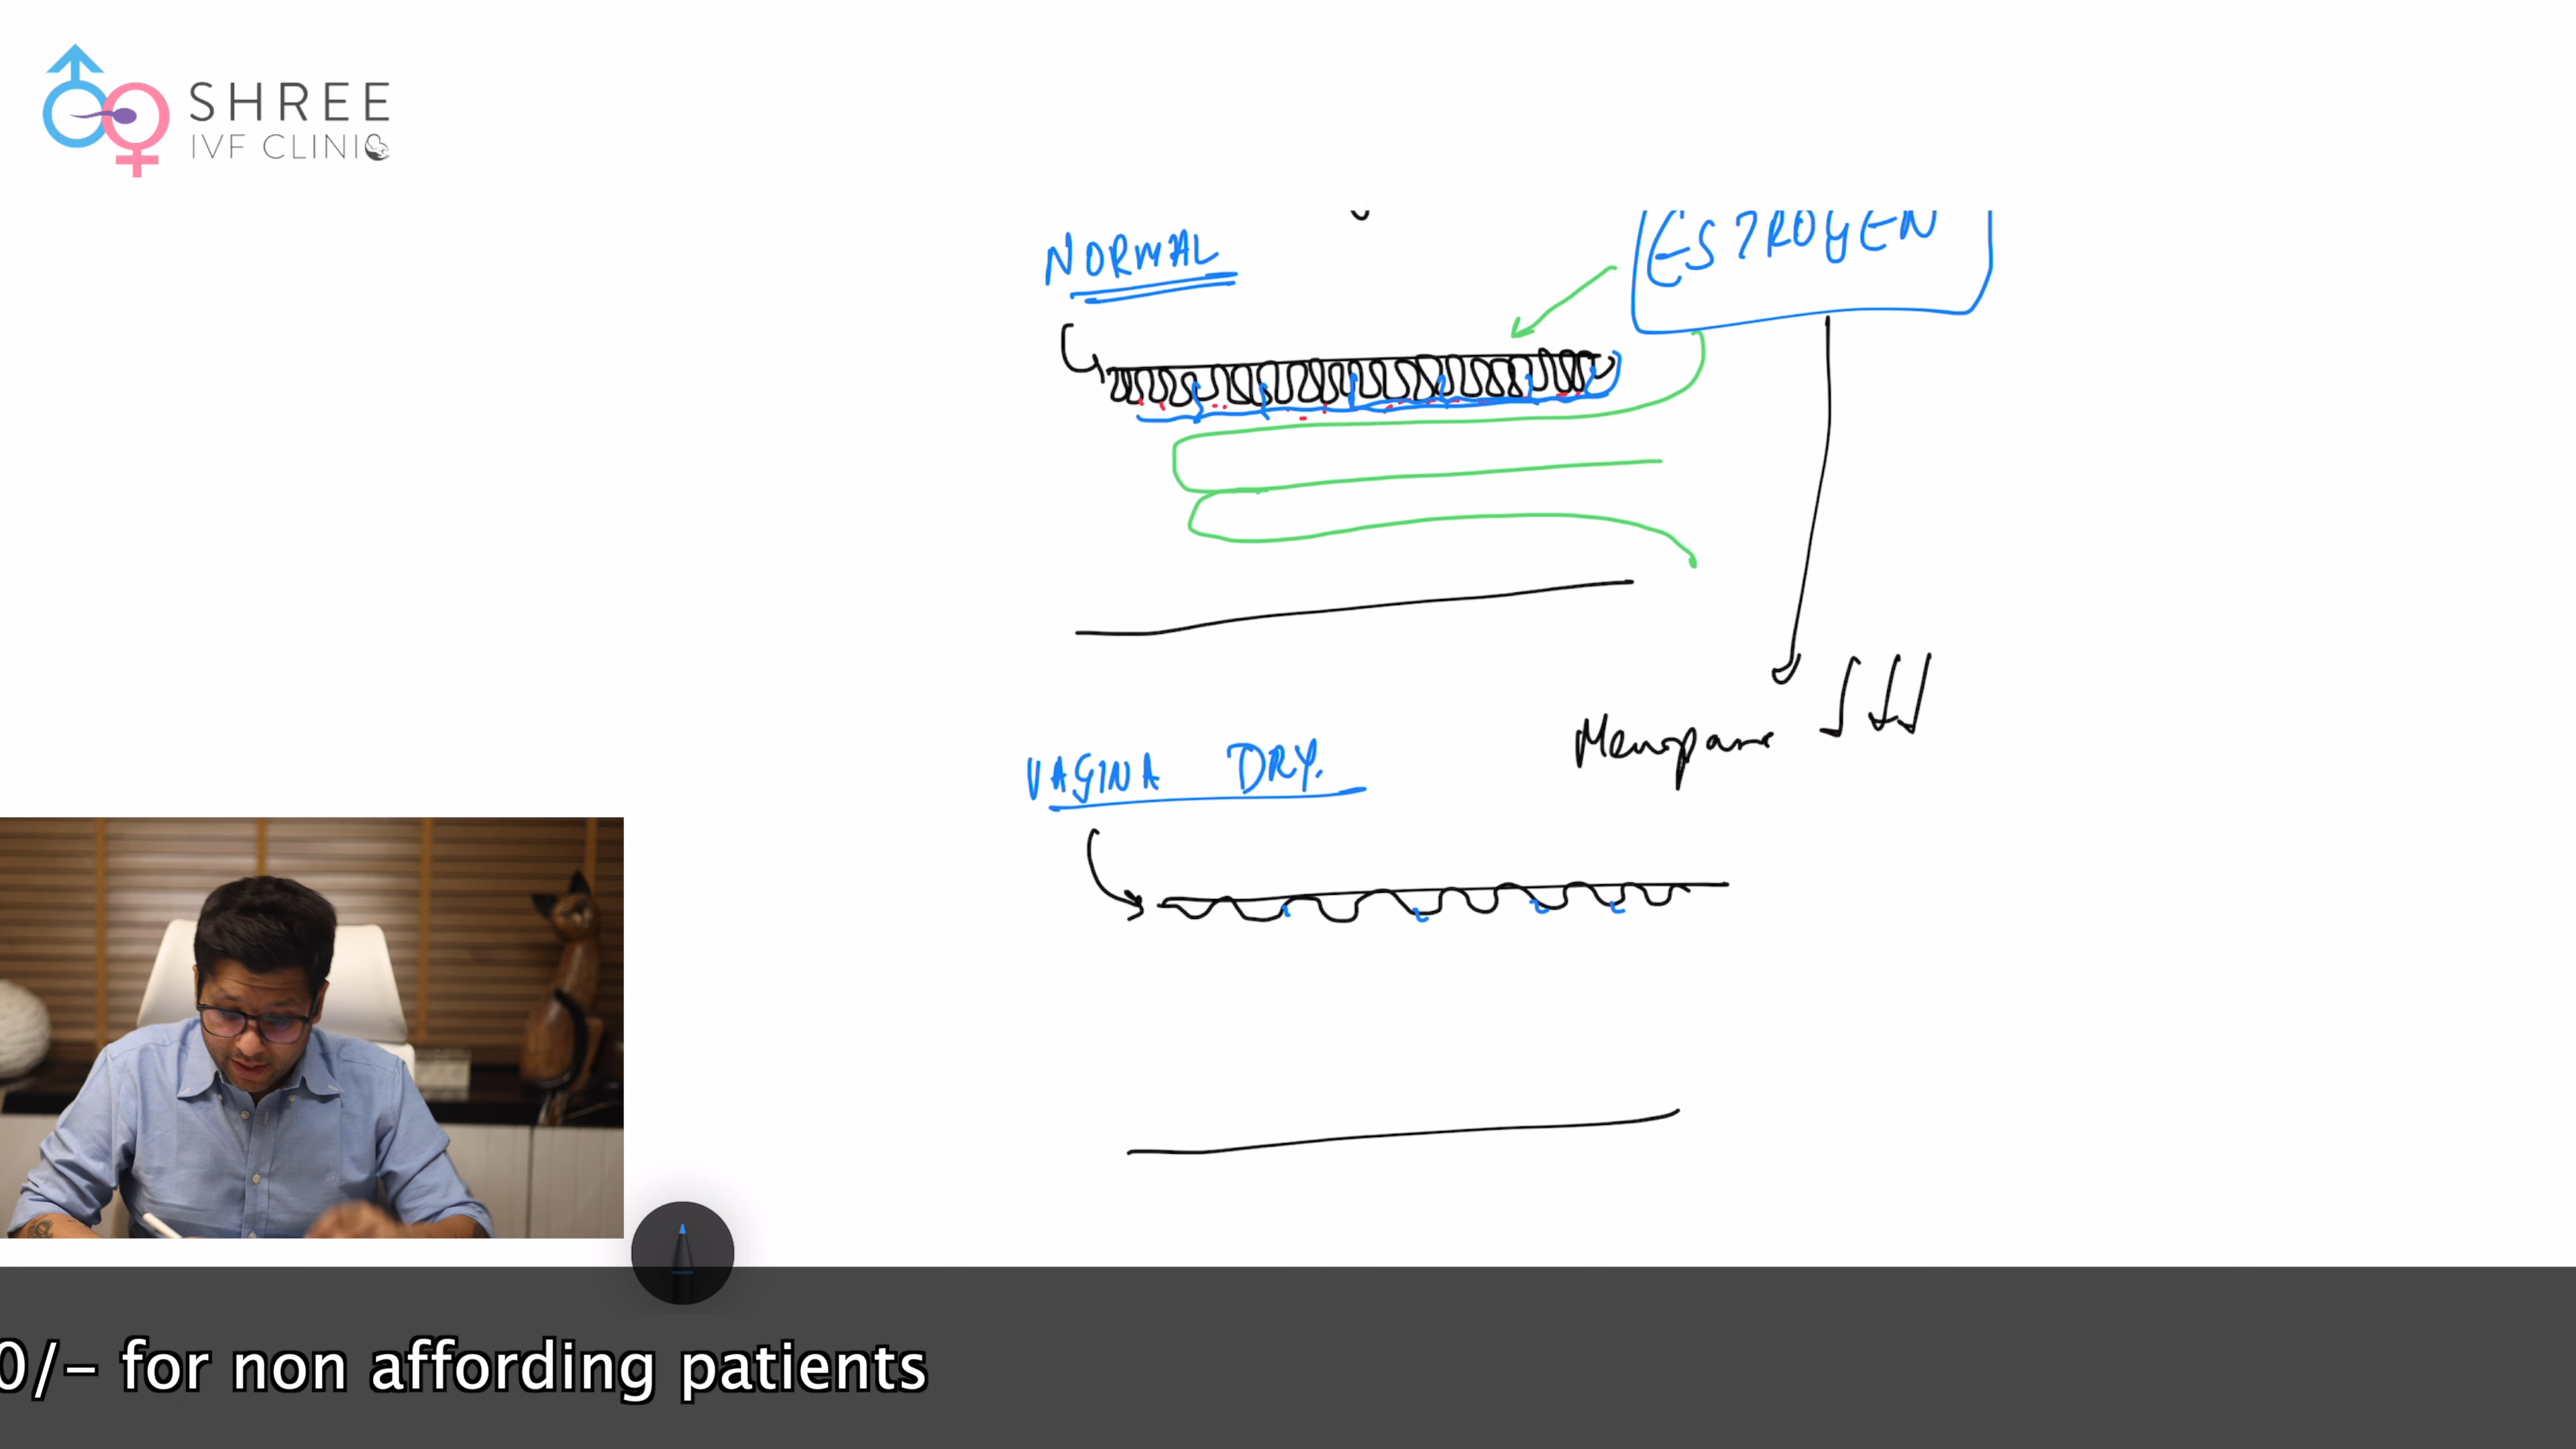 SHREE
IVF CLINIC
NORMAL
ESTROGEN
Menopause
VAGINA DRY.
0/- for non affording patients